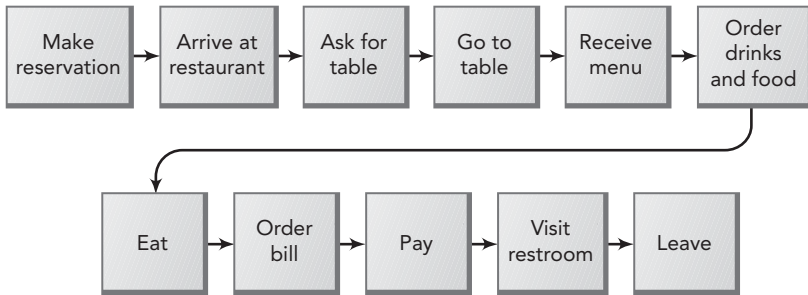 Make
reservation
Arrive at
restaurant
Ask for
table
Go to
table
Receive
menu
Order
drinks
and food
Eat
Order
bill
Pay
Visit
restroom
Leave